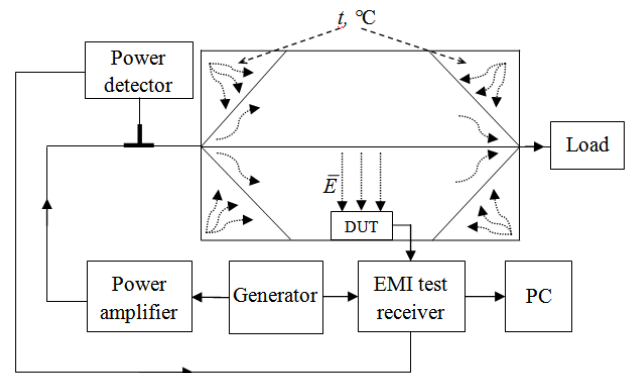 t, °C
Power
detector
Load
E̅
DUT
Power
amplifier
Generator
EMI test
receiver
PC